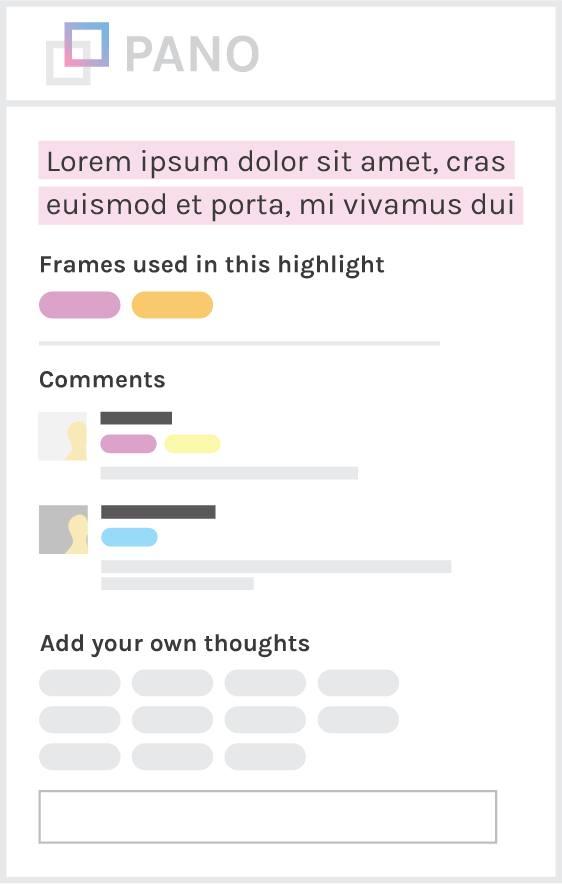 PANO
Lorem ipsum dolor sit amet, cras
euismod et porta, mi vivamus dui
Frames used in this highlight
Comments
Add your own thoughts